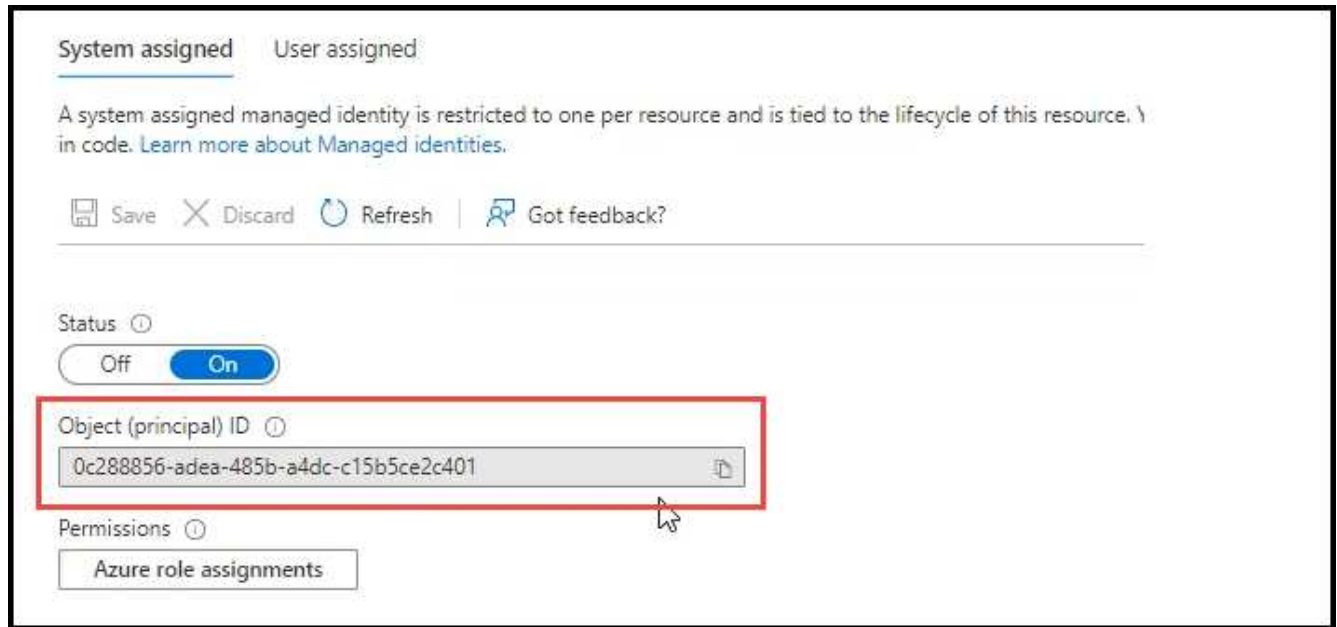 System assigned User assigned
A system assigned managed identity is restricted to one per resource and is tied to the lifecycle of this resource.
in code. Learn more about Managed identities.
Save Discard Refresh Got feedback?
Status
Off On
Object (principal) ID
0c288856-adea-485b-a4dc-c15b5ce2c401
Permissions
Azure role assignments